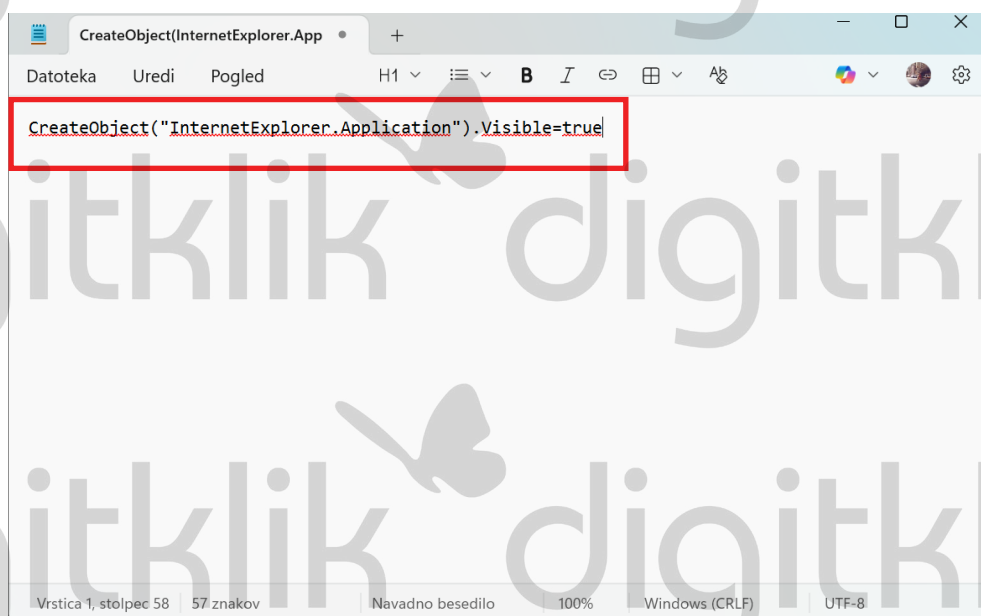 CreateObject(InternetExplorer.App
Datoteka Uredi Pogled H1 B I
CreateObject("InternetExplorer.Application").Visible=true
itklik digitk
itklik digitk
Vrstica 1, stolpec 58 57 znakov Navadno besedilo 100% Windows (CRLF) UTF-8